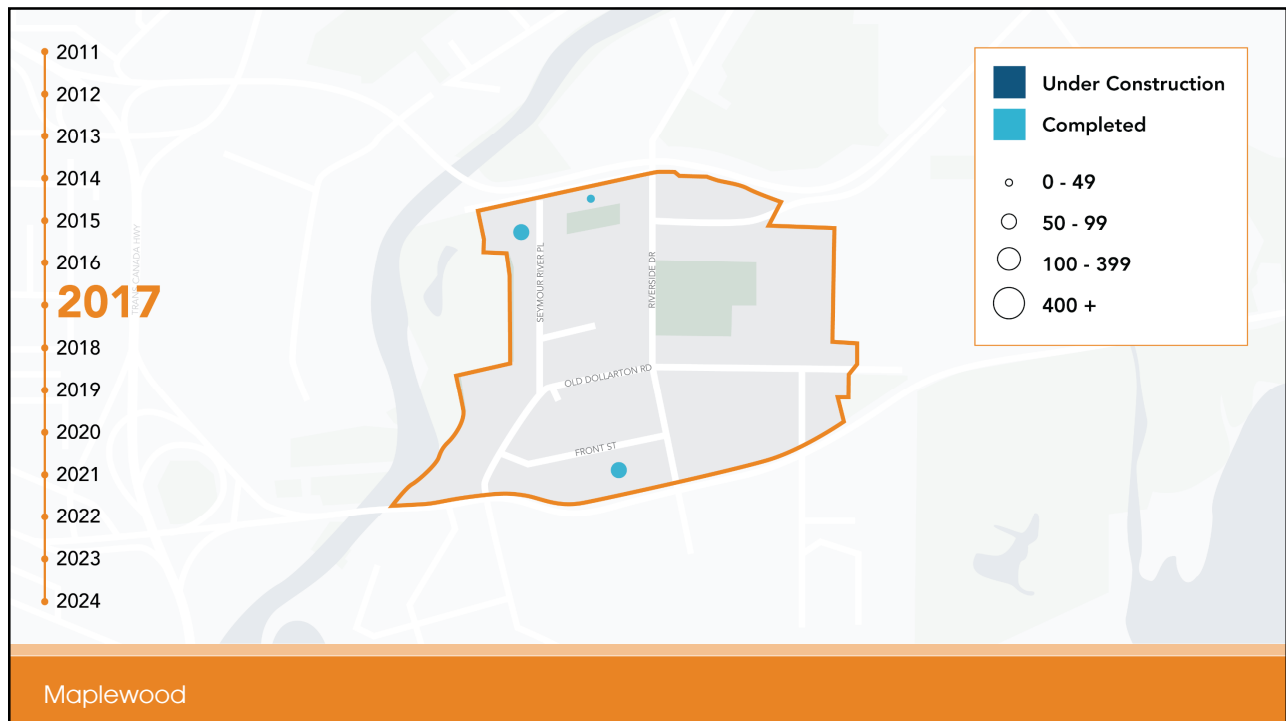 2011
2012
2013
2014
2015
2016
2017
2018
2019
2020
2021
2022
2023
2024
TRANS CANADA HWY
SEYMOUR RIVER PL
RIVERSIDE DR
OLD DOLLARTON RD
FRONT ST
Under Construction
Completed
0 - 49
50 - 99
100 - 399
400 +
Maplewood